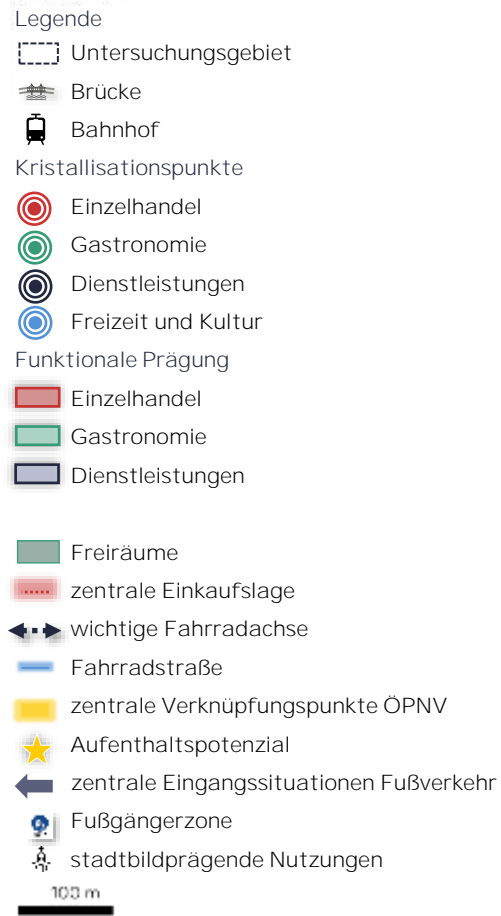 Legende
Untersuchungsgebiet
Brücke
Bahnhof
Kristallisationspunkte
Einzelhandel
Gastronomie
Dienstleistungen
Freizeit und Kultur
Funktionale Prägung
Einzelhandel
Gastronomie
Dienstleistungen
Freiräume
zentrale Einkaufslage
wichtige Fahrradachse
Fahrradstraße
zentrale Verknüpfungspunkte ÖPNV
Aufenthaltspotenzial
zentrale Eingangssituationen Fußverkehr
Fußgängerzone
stadtbildprägende Nutzungen
100 m